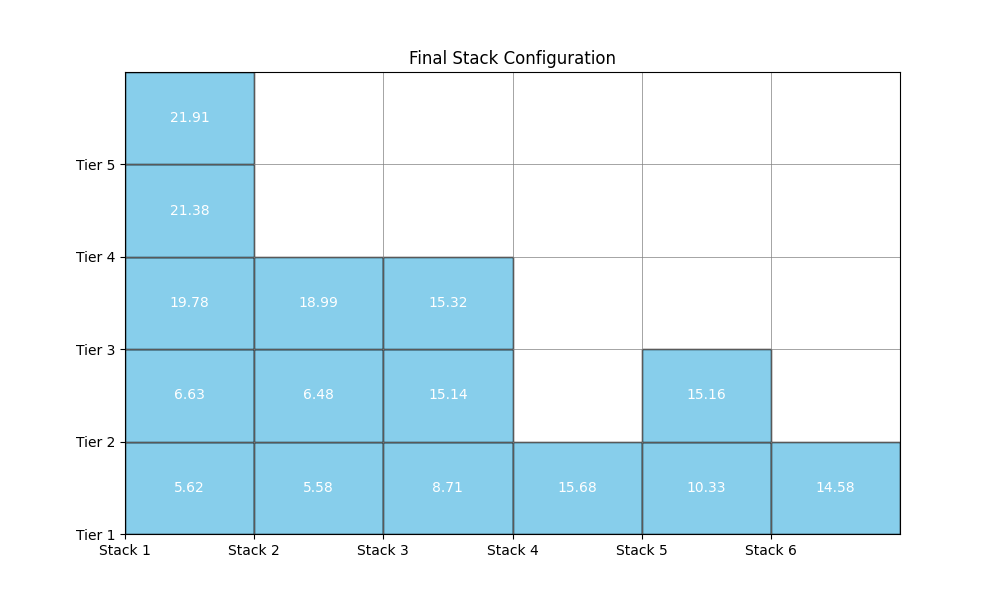 Final Stack Configuration
21.91
Tier 5
21.38
Tier 4
19.78 18.99 15.32
Tier 3
6.63 6.48 15.14 15.16
Tier 2
5.62 5.58 8.71 15.68 10.33 14.58
Tier 1
Stack 1 Stack 2 Stack 3 Stack 4 Stack 5 Stack 6